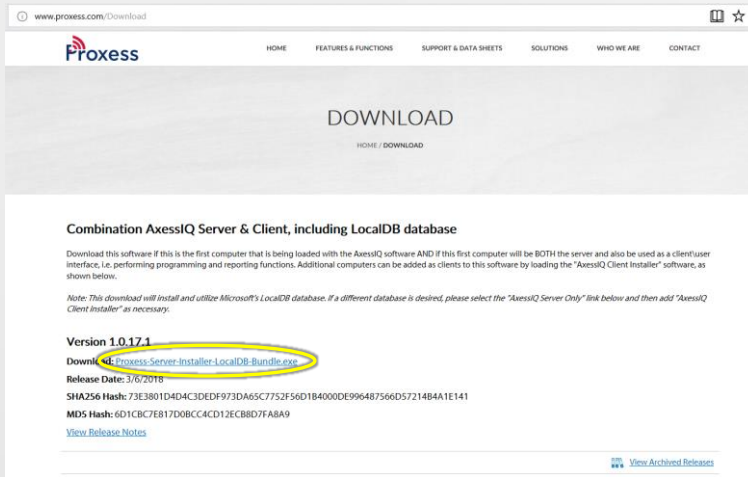 www.proxess.com/Download
Proxess
HOME FEATURES & FUNCTIONS SUPPORT & DATA SHEETS SOLUTIONS WHO WE ARE CONTACT
DOWNLOAD
HOME / DOWNLOAD
Combination AxessIQ Server & Client, including LocalDB database
Download this software if this is the first computer that is being loaded with the AxessIQ software AND if this first computer will be BOTH the server and also be used as a client\user
interface, i.e. performing programming and reporting functions. Additional computers can be added as clients to this software by loading the "AxessIQ Client Installer" software, as
shown below.
Note: This download will install and utilize Microsoft's LocalDB database. if a different database is desired, please select the "AxessIQ Server Only" link below and then add "AxessIQ
Client Installer" as necessary.
Version 1.0.17.1
Download: Proxess-Server-Installer-LocalDB-Bundle.exe
Release Date: 3/6/2018
SHA256 Hash: 73E3801D4D4C3DEDF973DA65C7752F56D1B4000DE996487566D57214B4A1E141
MD5 Hash: 6D1CBC7E817D0BCC4CD12ECB8D7FA8A9
View Release Notes
View Archived Releases